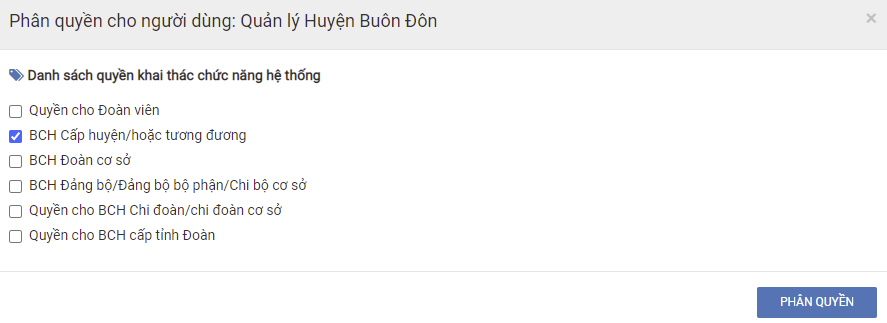 Phân quyền cho người dùng: Quản lý Huyện Buôn Đôn
×
Danh sách quyền khai thác chức năng hệ thống
Quyền cho Đoàn viên
BCH Cấp huyện/hoặc tương đương
BCH Đoàn cơ sở
BCH Đảng bộ/Đảng bộ bộ phận/Chi bộ cơ sở
Quyền cho BCH Chi đoàn/chi đoàn cơ sở
Quyền cho BCH cấp tỉnh Đoàn
PHÂN QUYỀN